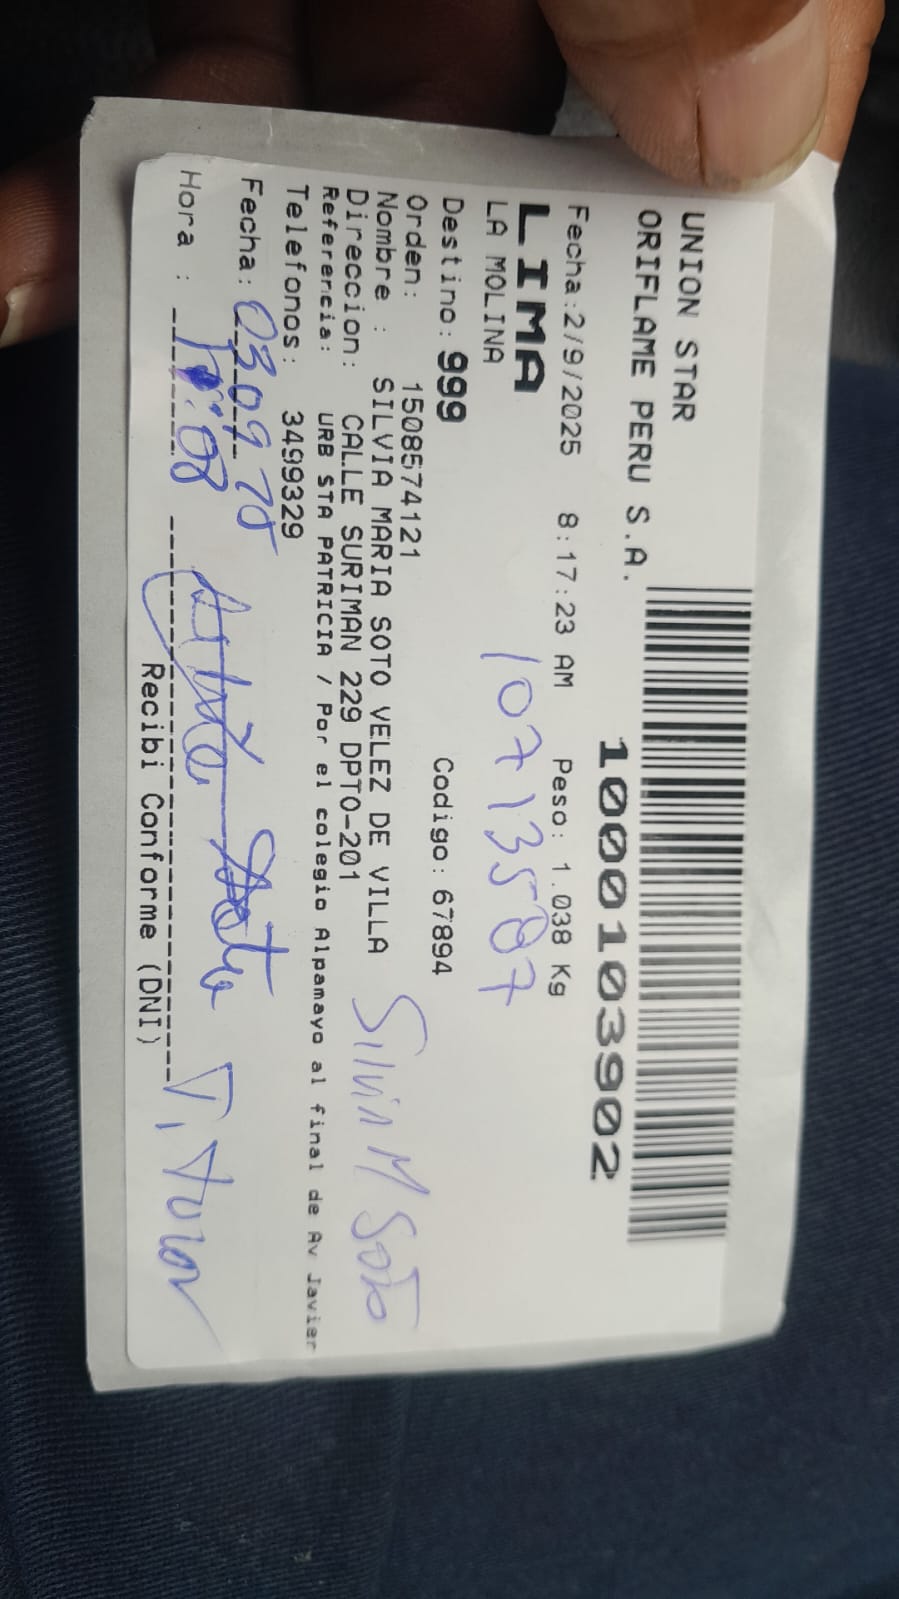 UNION STAR
ORIFLAME PERU S.A.
1000103902
Fecha:2/9/2025 8:17:23 AM Peso: 1.038 Kg
LIMA
LA MOLINA
10713587
Destino: 999 Codigo: 67894
Orden: 1508574121
Nombre : SILVIA MARIA SOTO VELEZ DE VILLA
Silvia M Soto
Direccion: CALLE SURIMAN 229 DPTO-201
Referencia: URB STA PATRICIA / Por el colegio Alpamayo al final de Av Javier
Telefonos: 3499329
Fecha: 03 09
Hora :
Recibi Conforme (DNI)